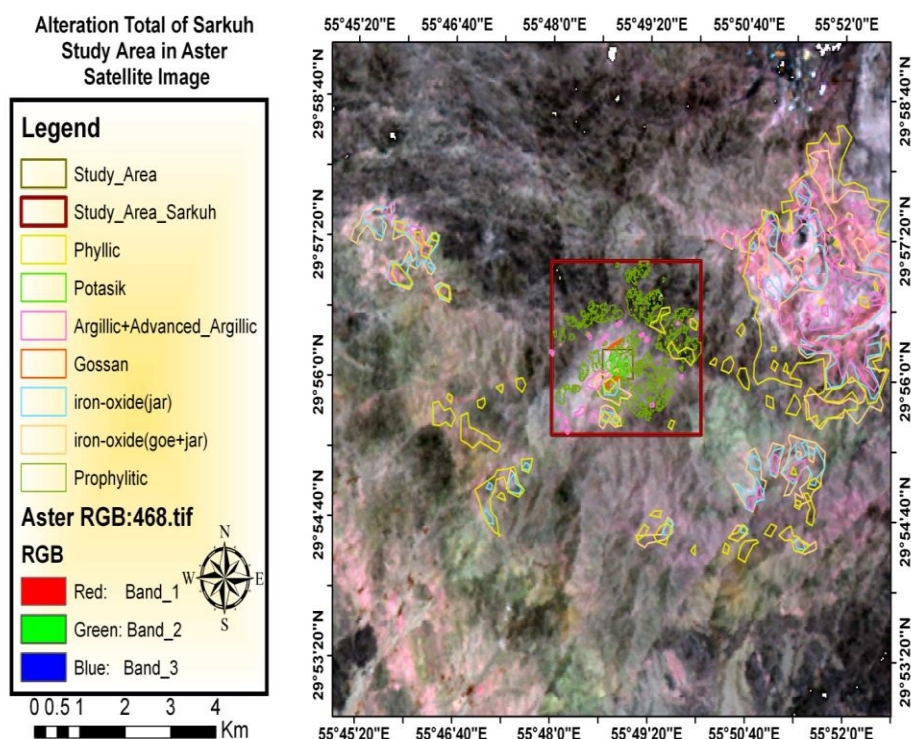 Alteration Total of Sarkuh
Study Area in Aster
Satellite Image
Legend
Study_Area
Study_Area_Sarkuh
Phyllic
Potasik
Argillic+Advanced_Argillic
Gossan
iron-oxide(jar)
iron-oxide(goe+jar)
Prophylitic
Aster RGB:468.tif
RGB
Red: Band_1
Green: Band_2
Blue: Band_3
N
W E
S
0 0.5 1 2 3 4
Km
55°45'20"E 55°46'40"E 55°48'0"E 55°49'20"E 55°50'40"E 55°52'0"E
29°58'40"N 29°58'40"N
29°57'20"N 29°57'20"N
29°56'0"N 29°56'0"N
29°54'40"N 29°54'40"N
29°53'20"N 29°53'20"N
55°45'20"E 55°46'40"E 55°48'0"E 55°49'20"E 55°50'40"E 55°52'0"E